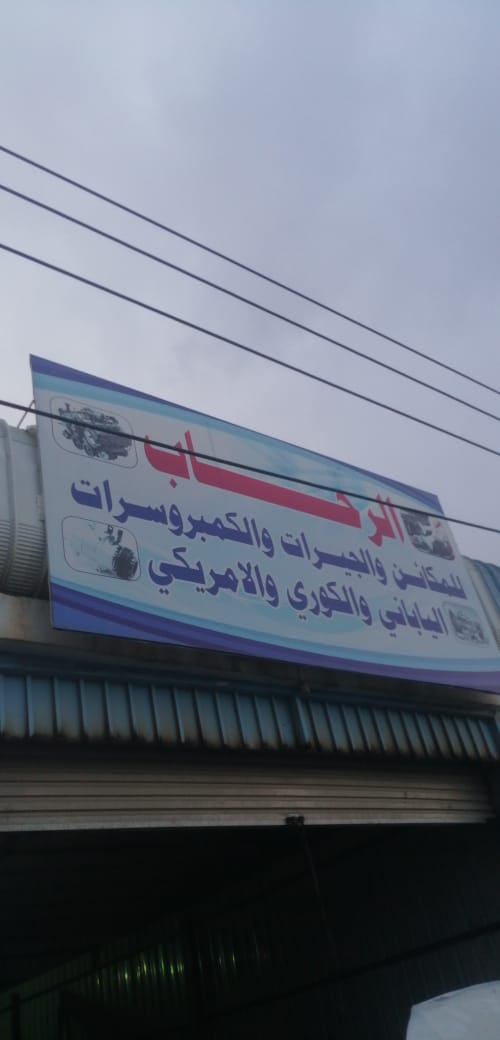 الرحاب
للمكائن والجيرات والكمبروسرات
الياباني والكوري والامريكي